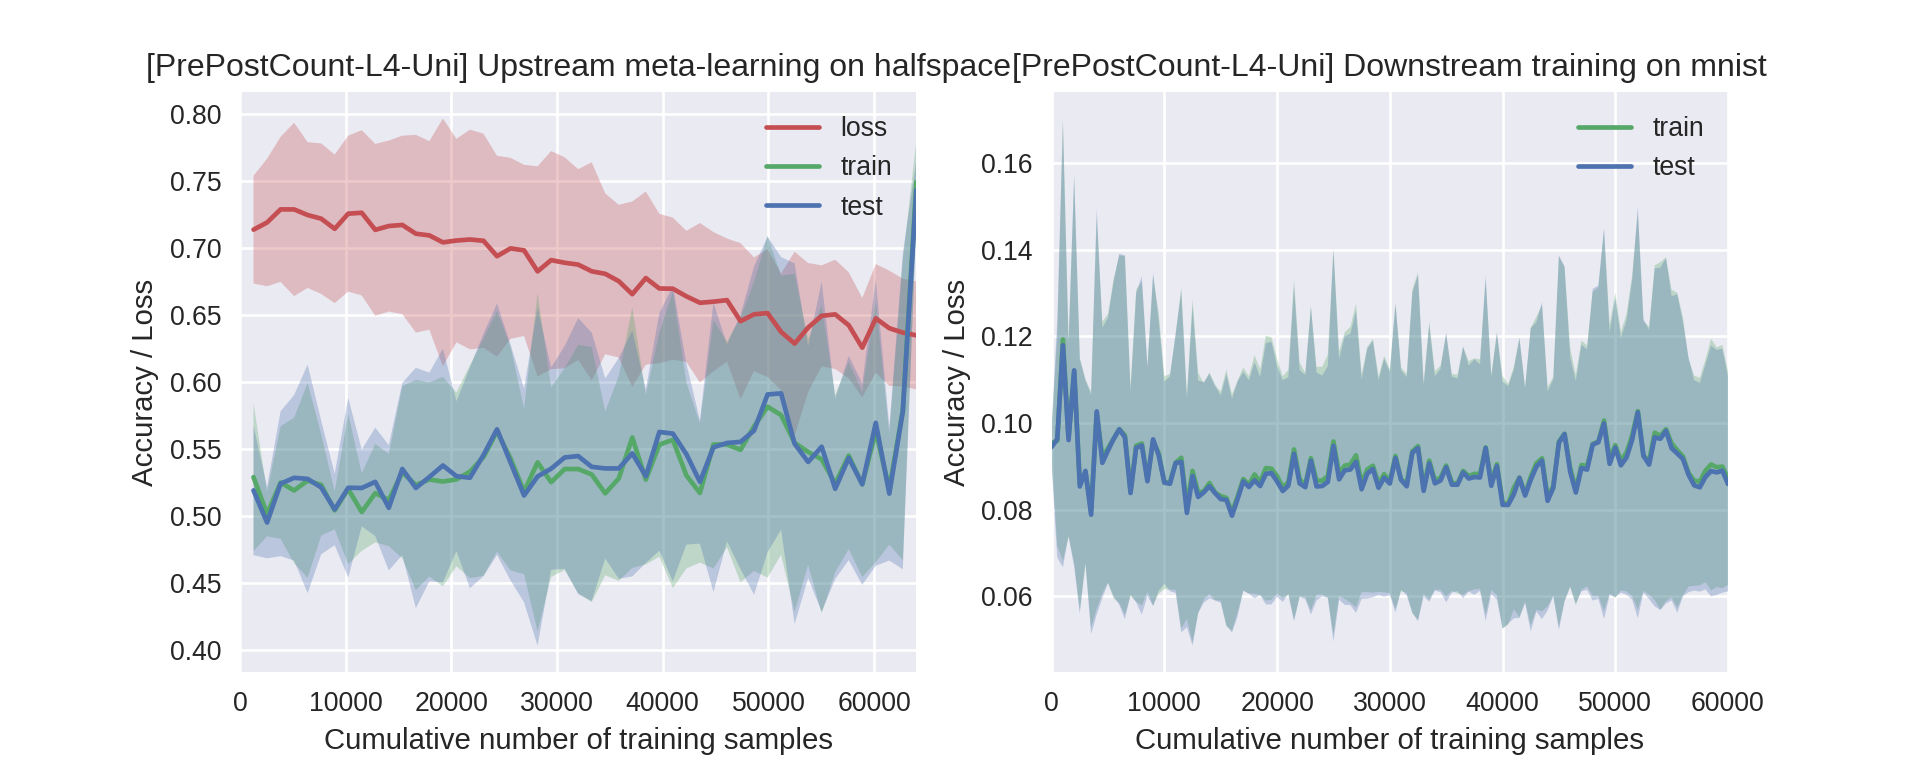 [PrePostCount-L4-Uni] Upstream meta-learning on halfspace
0.80
0.75
0.70
0.65
0.60
0.55
0.50
0.45
0.40
Accuracy / Loss
loss
train
test
0 10000 20000 30000 40000 50000 60000
Cumulative number of training samples
[PrePostCount-L4-Uni] Downstream training on mnist
0.16
0.14
0.12
0.10
0.08
0.06
Accuracy / Loss
train
test
0 10000 20000 30000 40000 50000 60000
Cumulative number of training samples